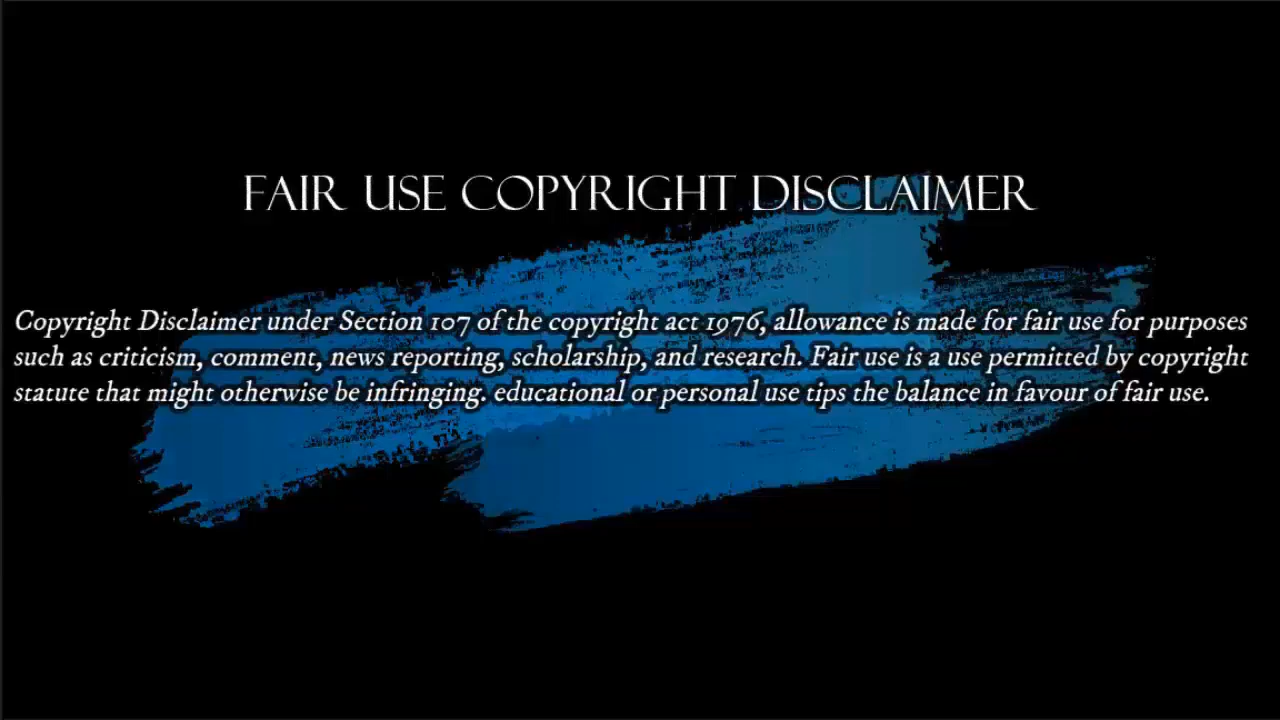 FAIR USE COPYRIGHT DISCLAIMER
Copyright Disclaimer under Section 107 of the copyright act 1976, allowance is made for fair use for purposes
such as criticism, comment, news reporting, scholarship, and research. Fair use is a use permitted by copyright
statute that might otherwise be infringing. educational or personal use tips the balance in favour of fair use.